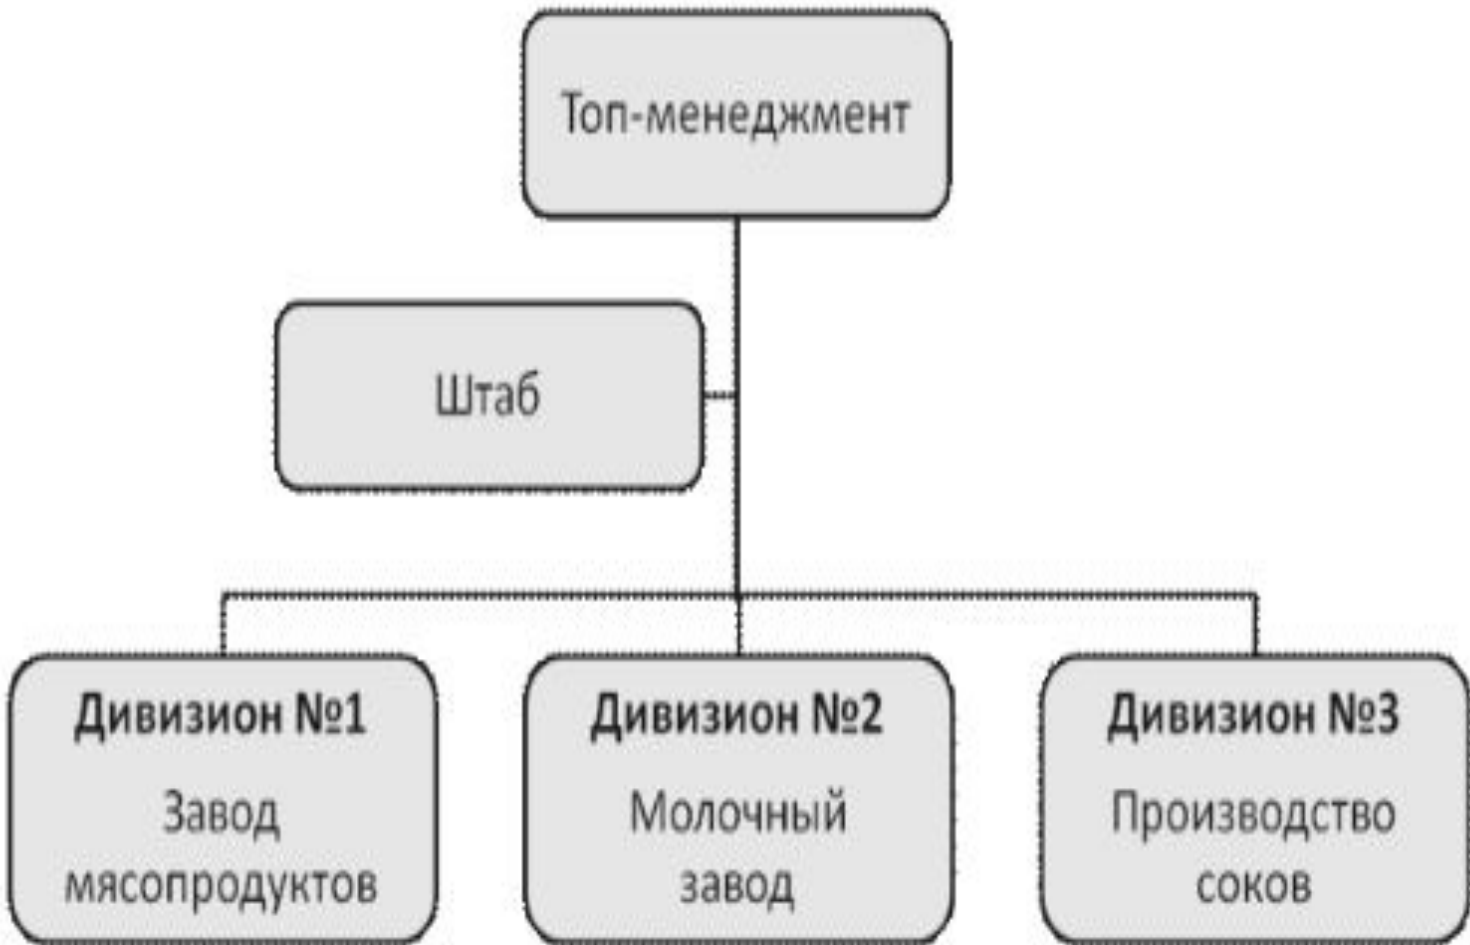 Топ-менеджмент
Штаб
Дивизион №1
Завод
мясопродуктов
Дивизион №2
Молочный
завод
Дивизион №3
Производство
соков